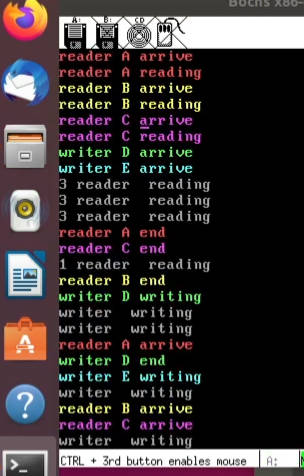 Bochs x86-
A: B: CD
reader A arrive
reader A reading
reader B arrive
reader B reading
reader C arrive
reader C reading
writer D arrive
writer E arrive
3 reader  reading
3 reader  reading
3 reader  reading
reader A end
reader C end
1 reader  reading
reader B end
writer D writing
writer  writing
writer  writing
reader A arrive
writer D end
writer E writing
writer  writing
reader B arrive
reader C arrive
writer  writing
CTRL + 3rd button enables mouse
A: